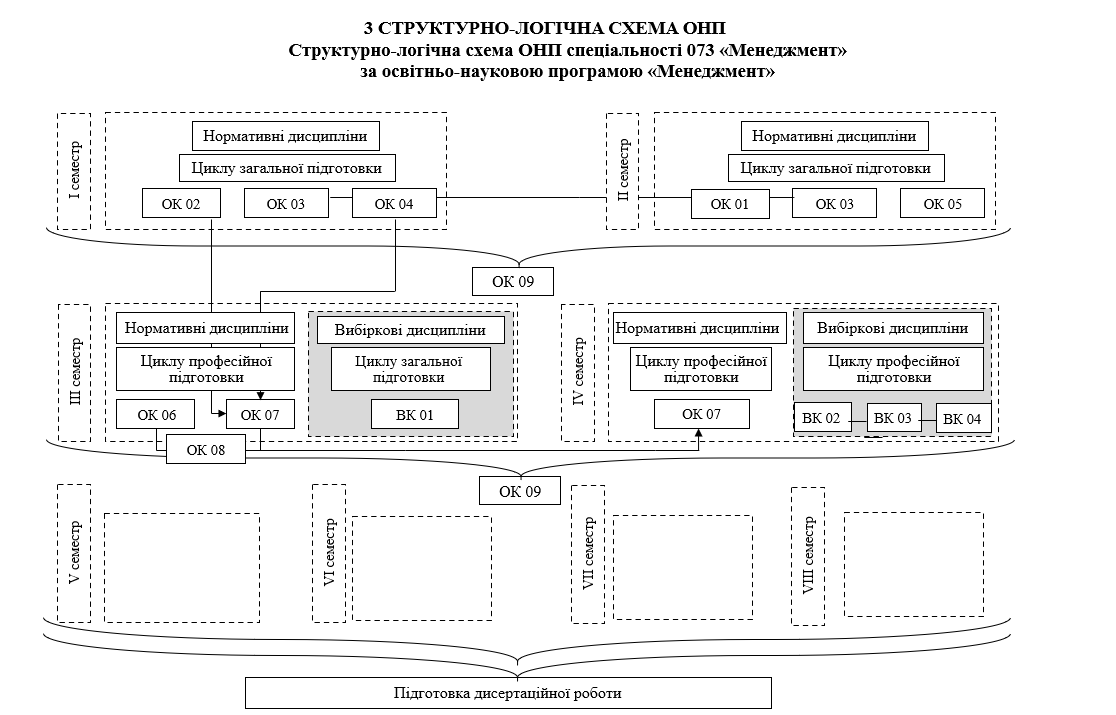 3 СТРУКТУРНО-ЛОГІЧНА СХЕМА ОНП
Структурно-логічна схема ОНП спеціальності 073 «Менеджмент»
за освітньо-науковою програмою «Менеджмент»
І семестр
Нормативні дисципліни
Циклу загальної підготовки
ОК 02
ОК 03
ОК 04
ІІ семестр
Нормативні дисципліни
Циклу загальної підготовки
ОК 01
ОК 03
ОК 05
ОК 09
ІІІ семестр
Нормативні дисципліни
Циклу професійної
підготовки
ОК 06
ОК 07
ОК 08
Вибіркові дисципліни
Циклу загальної
підготовки
ВК 01
IV семестр
Нормативні дисципліни
Циклу професійної
підготовки
ОК 07
Вибіркові дисципліни
Циклу професійної
підготовки
ВК 02
ВК 03
ВК 04
ОК 09
V семестр
VI семестр
VII семестр
VIII семестр
Підготовка дисертаційної роботи